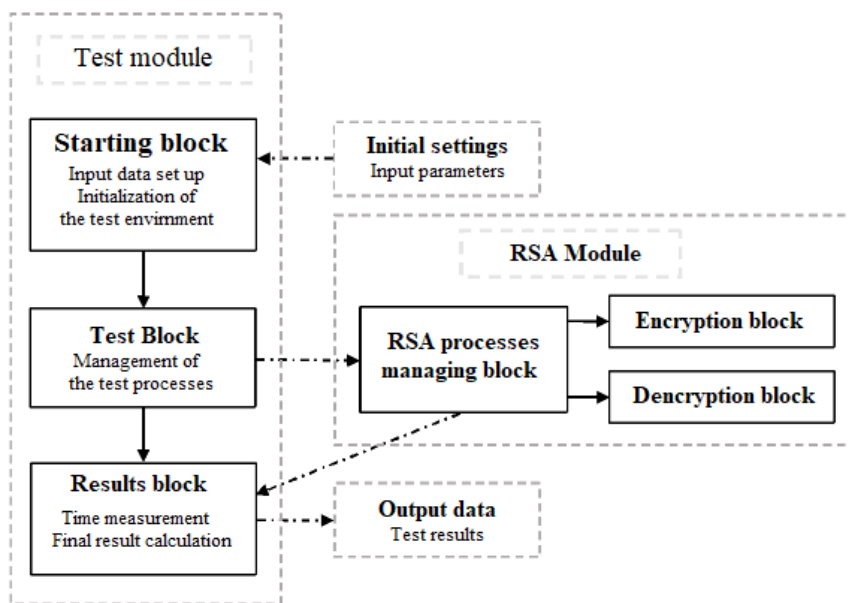 Test module
Starting block
Input data set up
Initialization of
the test envirnment
Initial settings
Input parameters
RSA Module
Test Block
Management of
the test processes
RSA processes
managing block
Encryption block
Dencryption block
Results block
Time measurement
Final result calculation
Output data
Test results